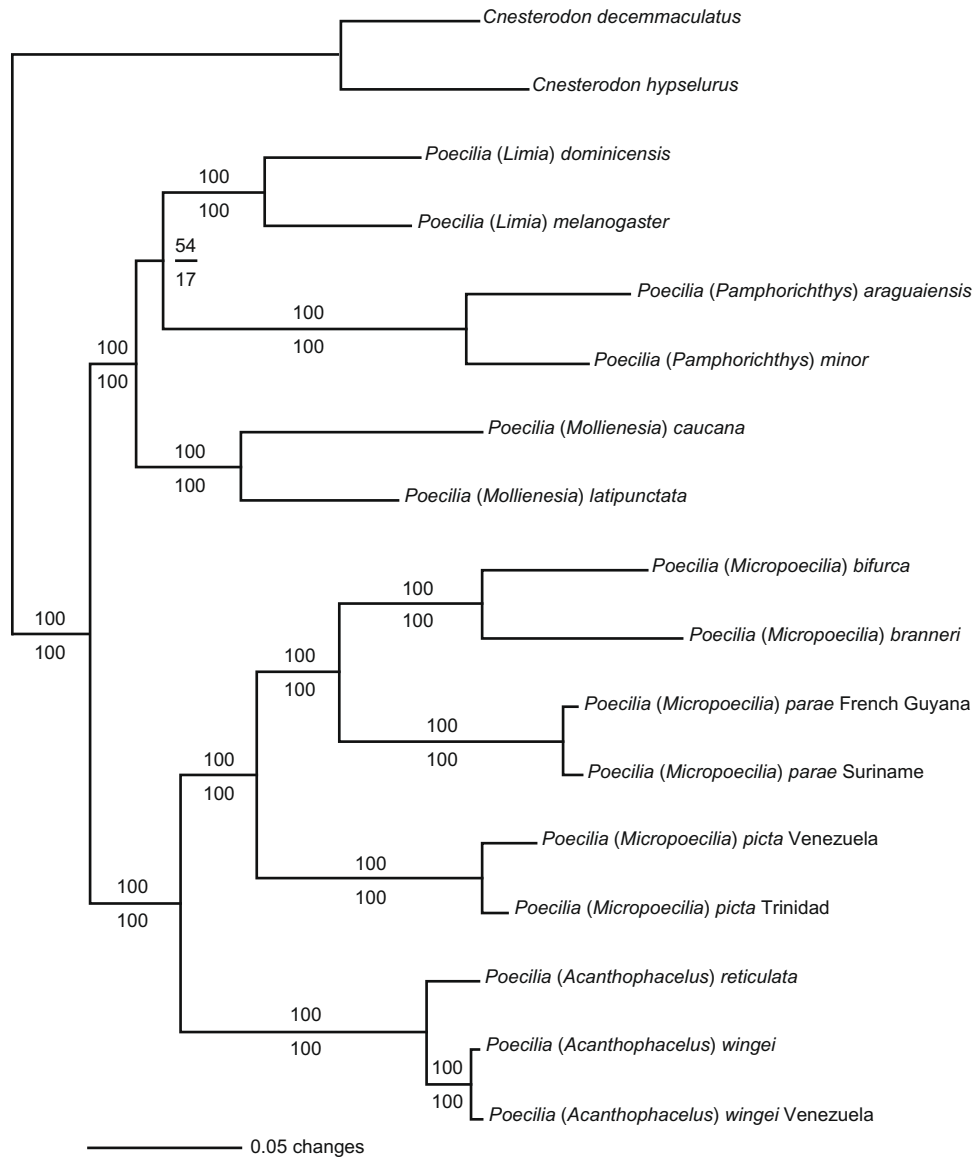 Cnesterodon decemmaculatus
Cnesterodon hypselurus
Poecilia (Limia) dominicensis
100
100
Poecilia (Limia) melanogaster
54
17
Poecilia (Pamphorichthys) araguaiensis
100
100
Poecilia (Pamphorichthys) minor
100
100
Poecilia (Mollienesia) caucana
100
100
Poecilia (Mollienesia) latipunctata
Poecilia (Micropoecilia) bifurca
100
100
Poecilia (Micropoecilia) branneri
100
100
100
100
Poecilia (Micropoecilia) parae French Guyana
100
100
Poecilia (Micropoecilia) parae Suriname
100
100
Poecilia (Micropoecilia) picta Venezuela
100
100
Poecilia (Micropoecilia) picta Trinidad
100
100
Poecilia (Acanthophacelus) reticulata
100
100
Poecilia (Acanthophacelus) wingei
100
100
Poecilia (Acanthophacelus) wingei Venezuela
0.05 changes